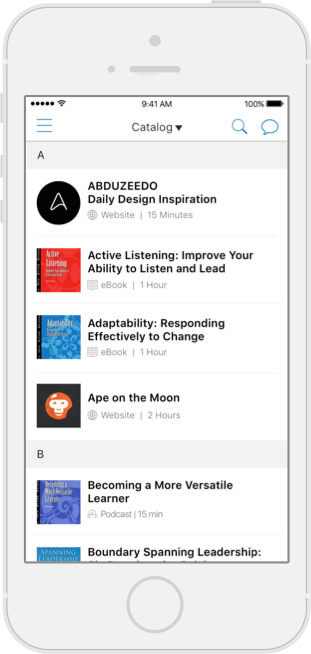 9:41 AM
100%
Catalog ▾
A
ABDUZEEDO
Daily Design Inspiration
Website | 15 Minutes
Active
Listening
Active Listening: Improve Your
Ability to Listen and Lead
eBook | 1 Hour
Adaptability
Adaptability: Responding
Effectively to Change
eBook | 1 Hour
Ape on the Moon
Website | 2 Hours
B
Becoming a
More Versatile
Learner
Becoming a More Versatile
Learner
Podcast | 15 min
SPANNING
LEADERSHIP
Boundary Spanning Leadership: